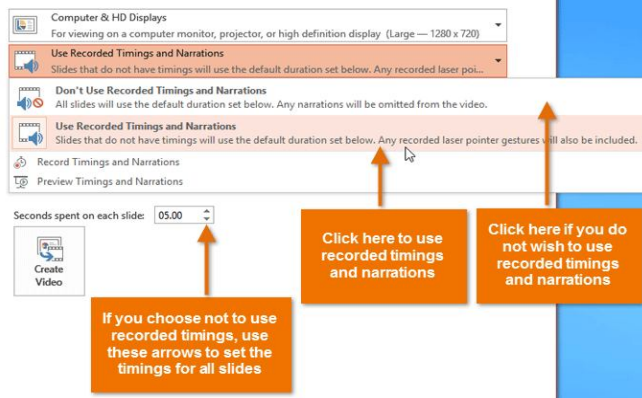 Computer & HD Displays
For viewing on a computer monitor, projector, or high definition display (Large — 1280 x 720)
Use Recorded Timings and Narrations
Slides that do not have timings will use the default duration set below. Any recorded laser poi...
Don't Use Recorded Timings and Narrations
All slides will use the default duration set below. Any narrations will be omitted from the video.
Use Recorded Timings and Narrations
Slides that do not have timings will use the default duration set below. Any recorded laser pointer gestures will also be included.
Record Timings and Narrations
Preview Timings and Narrations
Seconds spent on each slide: 05.00
Create
Video
Click here to use
recorded timings
and narrations
Click here if you do
not wish to use
recorded timings
and narrations
If you choose not to use
recorded timings, use
these arrows to set the
timings for all slides